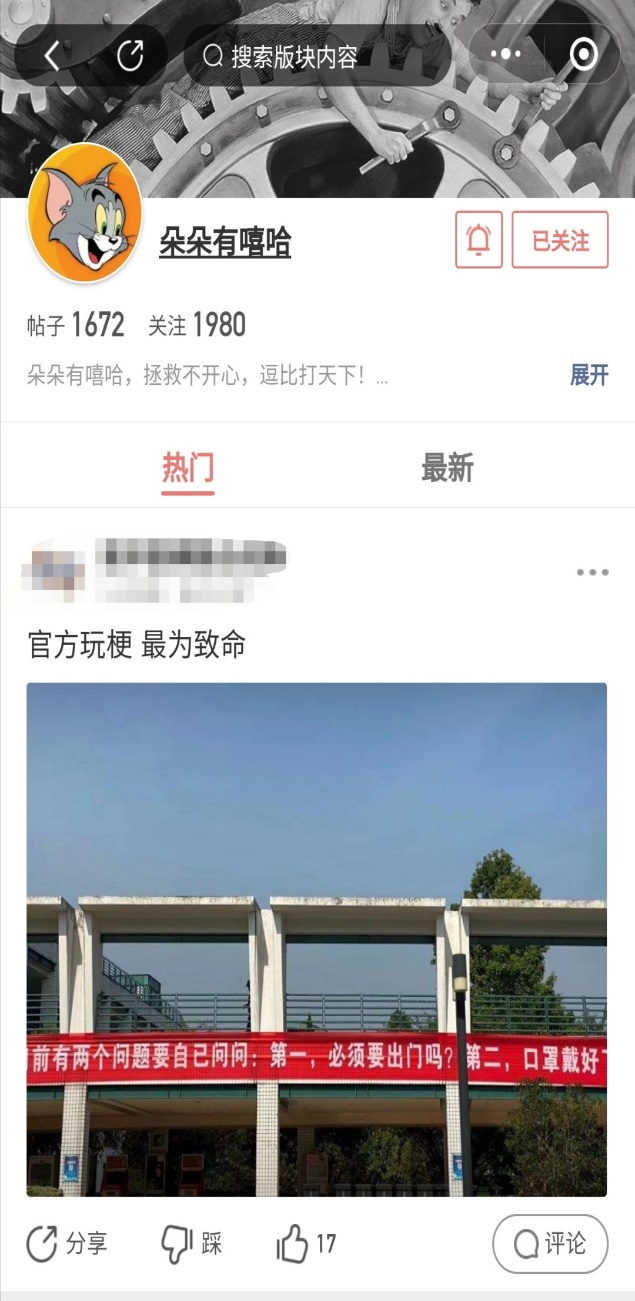 搜索版块内容
朵朵有嘻哈
已关注
帖子 1672 关注 1980
朵朵有嘻哈，拯救不开心，逗比打天下！...
展开
热门 最新
官方玩梗 最为致命
前有两个问题要自己问问：第一，必须要出门吗？第二，口罩戴好
分享 踩 17 评论